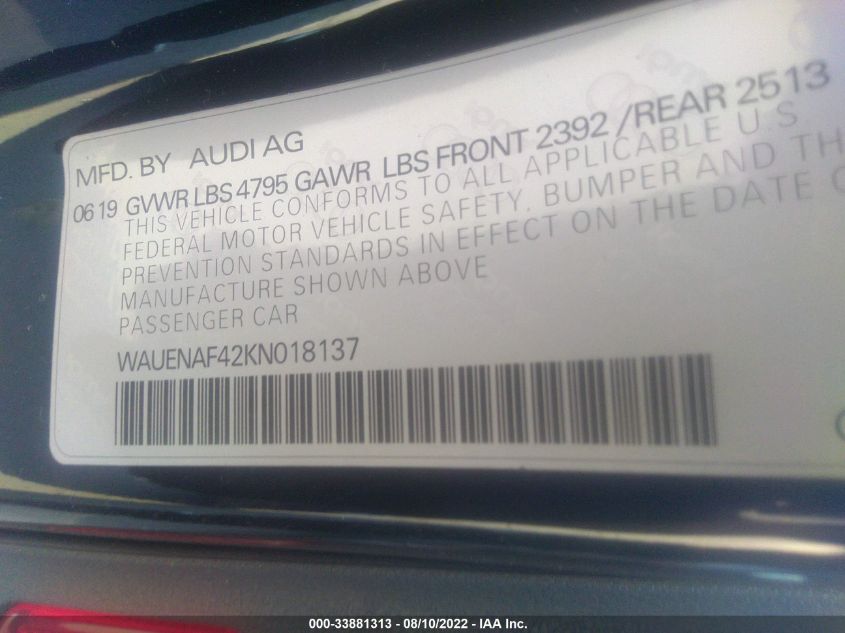 MFD. BY AUDI AG
06 19 GVWR LBS 4795 GAWR LBS FRONT 2392 /REAR 2513
THIS VEHICLE CONFORMS TO ALL APPLICABLE U S
FEDERAL MOTOR VEHICLE SAFETY, BUMPER AND TH
PREVENTION STANDARDS IN EFFECT ON THE DATE O
MANUFACTURE SHOWN ABOVE
PASSENGER CAR
WAUENAF42KN018137
000-33881313 - 08/10/2022 - IAA Inc.